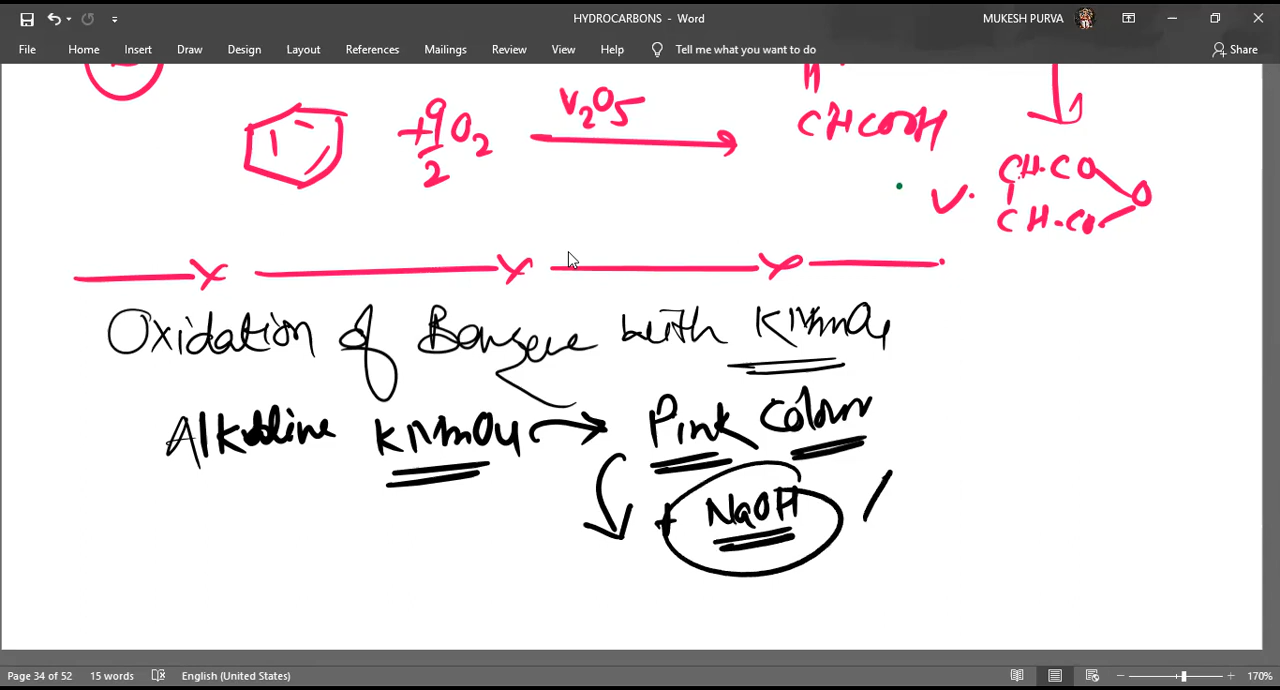 HYDROCARBONS - Word
MUKESH PURVA
File Home Insert Draw Design Layout References Mailings Review View Help Tell me what you want to do Share
H
+9/2 O2 V2O5 CHCOOH
CH.CO
O
CH.CO
Oxidation of Benzene with KMnO4
Alkaline KMnO4 → Pink Colour
+ NaOH
Page 34 of 52 15 words English (United States) 170%